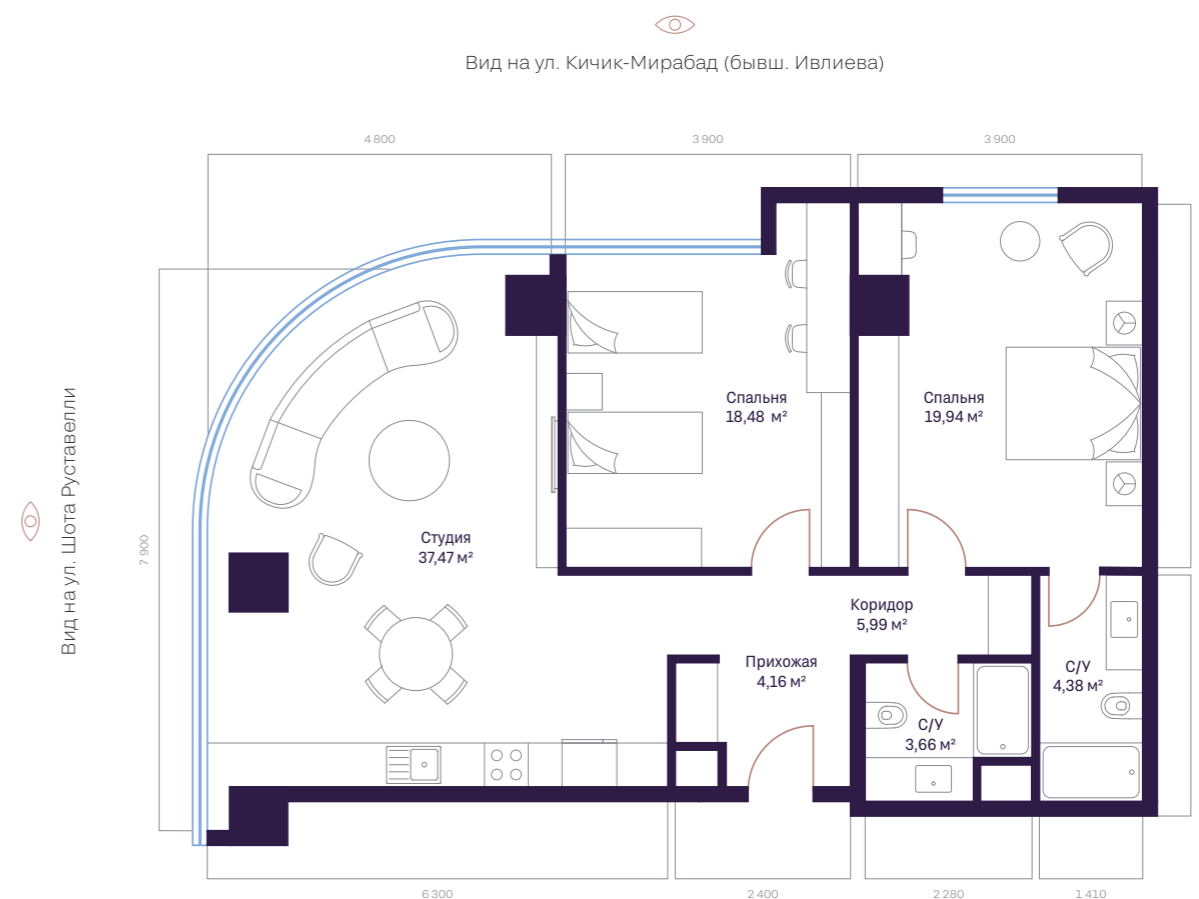 Вид на ул. Кичик-Мирабад (бывш. Ивлиева)
4 800
3 900
3 900
Вид на ул. Шота Руставелли
7 900
Спальня
18,48 м²
Спальня
19,94 м²
Студия
37,47 м²
Коридор
5,99 м²
Прихожая
4,16 м²
С/У
4,38 м²
С/У
3,66 м²
6 300
2 400
2 280
1 410